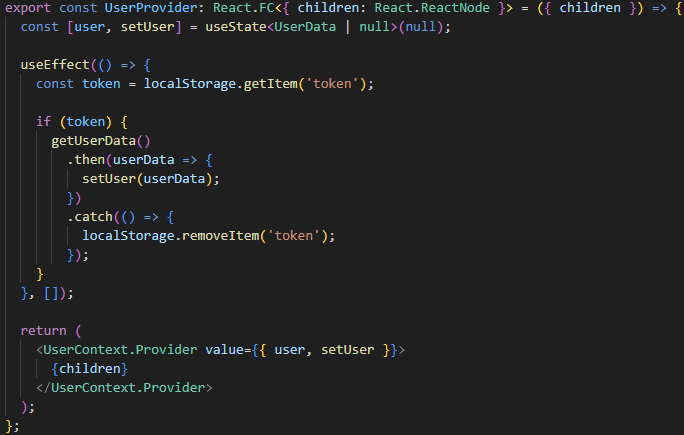 export const UserProvider: React.FC<{ children: React.ReactNode }> = ({ children }) => {
  const [user, setUser] = useState<UserData | null>(null);

  useEffect(() => {
    const token = localStorage.getItem('token');

    if (token) {
      getUserData()
        .then(userData => {
          setUser(userData);
        })
        .catch(() => {
          localStorage.removeItem('token');
        });
    }
  }, []);

  return (
    <UserContext.Provider value={{ user, setUser }}>
      {children}
    </UserContext.Provider>
  );
};